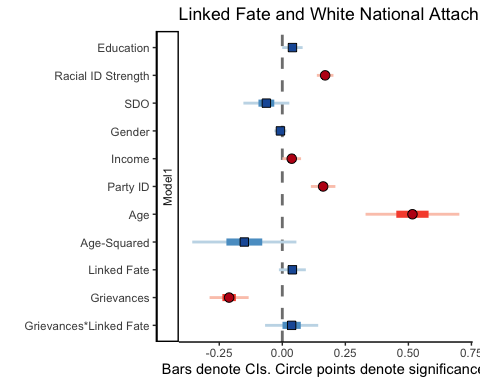 Linked Fate and White National Attach
Education
Racial ID Strength
SDO
Gender
Income
Party ID
Age
Age-Squared
Linked Fate
Grievances
Grievances*Linked Fate
Model1
-0.25 0.00 0.25 0.50 0.75
Bars denote CIs. Circle points denote significance